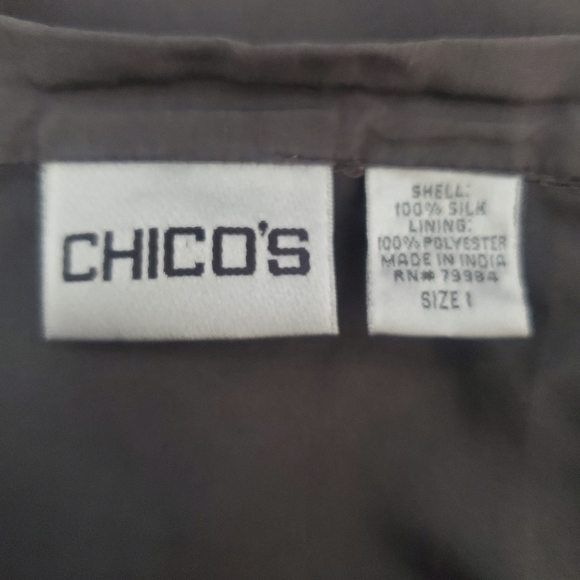 CHICO'S
SHELL:
100% SILK
LINING:
100% POLYESTER
MADE IN INDIA
RN# 79984
SIZE 1